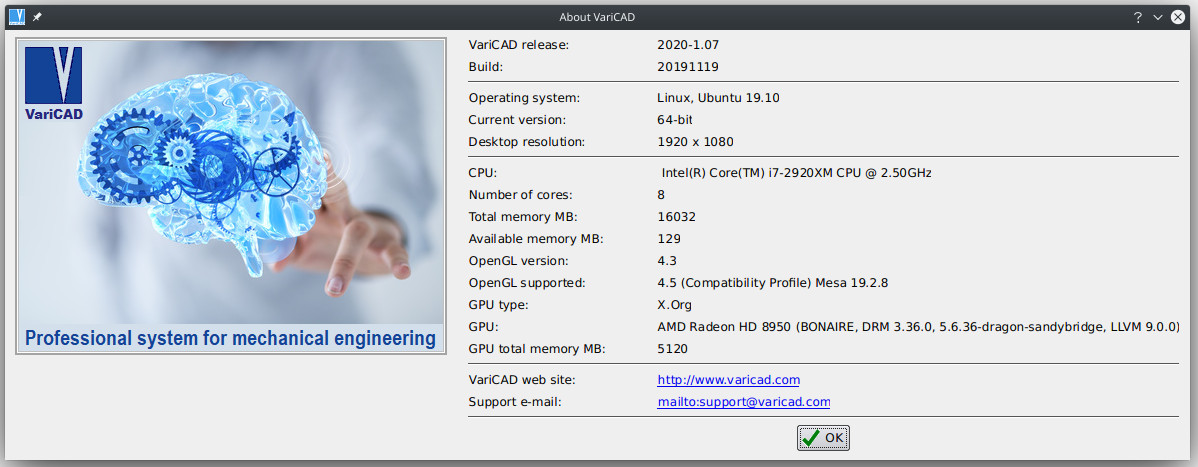 About VariCAD
VariCAD
Professional system for mechanical engineering
VariCAD release: 2020-1.07
Build: 20191119
Operating system: Linux, Ubuntu 19.10
Current version: 64-bit
Desktop resolution: 1920 x 1080
CPU: Intel(R) Core(TM) i7-2920XM CPU @ 2.50GHz
Number of cores: 8
Total memory MB: 16032
Available memory MB: 129
OpenGL version: 4.3
OpenGL supported: 4.5 (Compatibility Profile) Mesa 19.2.8
GPU type: X.Org
GPU: AMD Radeon HD 8950 (BONAIRE, DRM 3.36.0, 5.6.36-dragon-sandybridge, LLVM 9.0.0)
GPU total memory MB: 5120
VariCAD web site: http://www.varicad.com
Support e-mail: mailto:support@varicad.com
OK